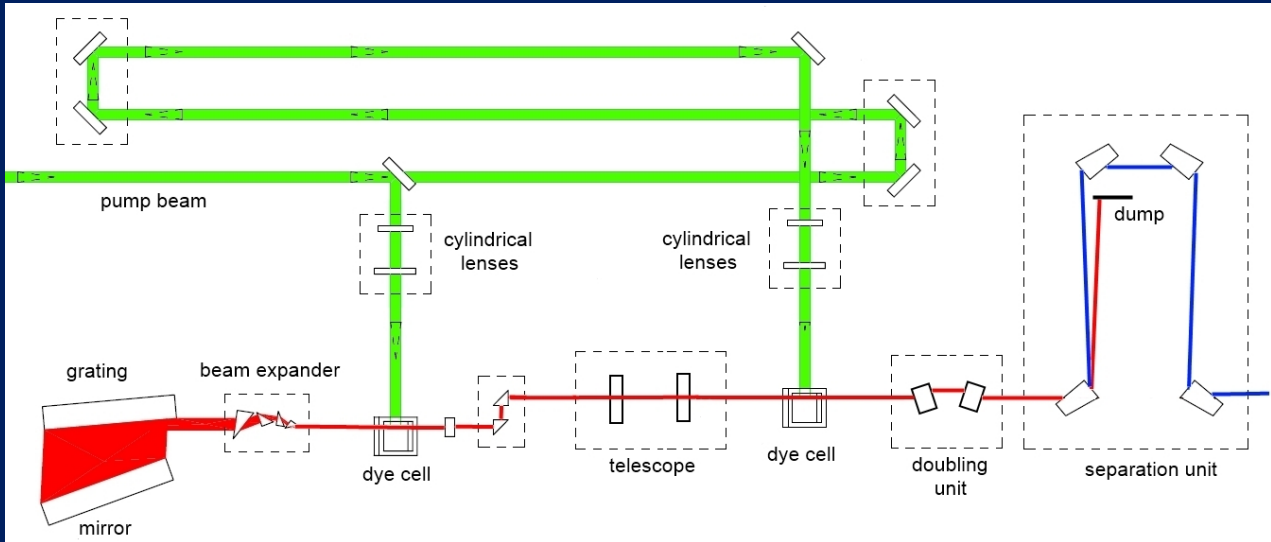 pump beam
cylindrical
lenses
cylindrical
lenses
dump
grating
beam expander
mirror
dye cell
telescope
dye cell
doubling
unit
separation unit